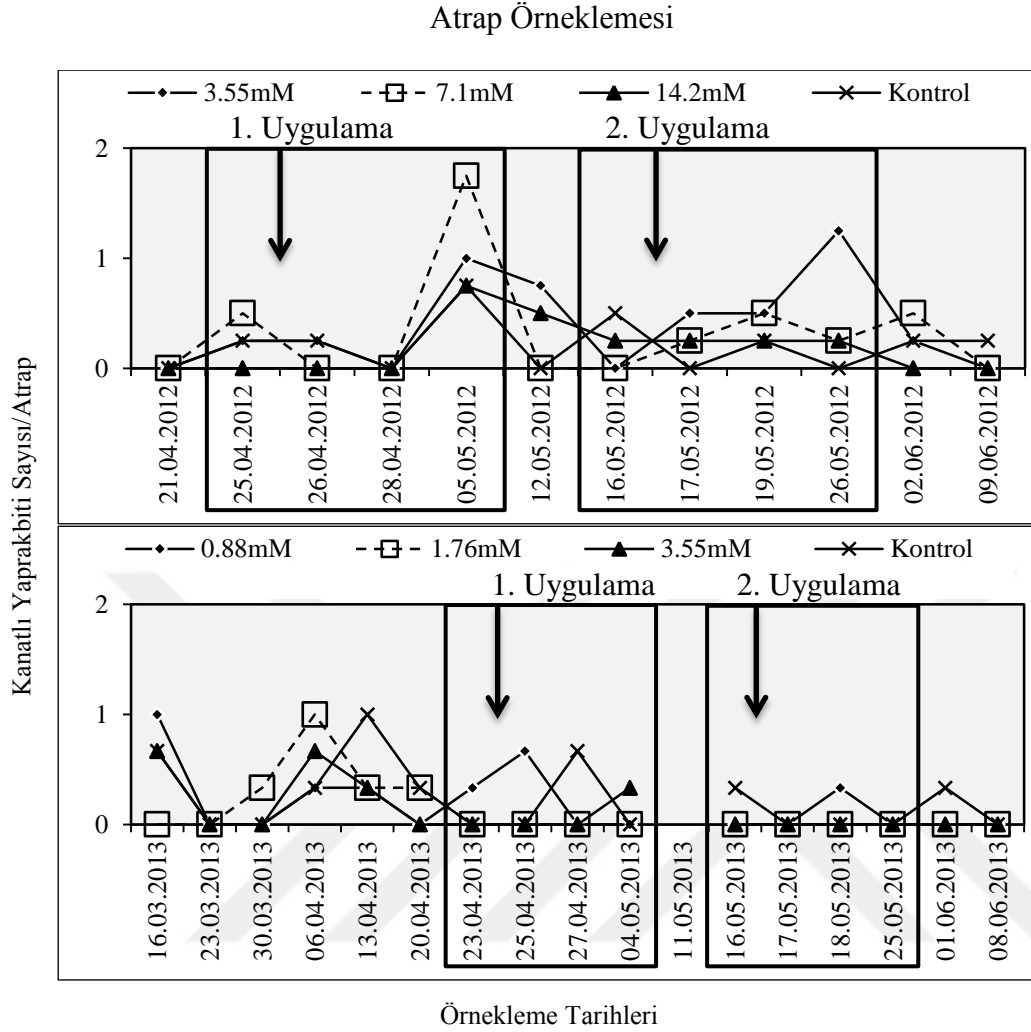 Atrap Örneklemesi
3.55mM 7.1mM 14.2mM Kontrol
1. Uygulama 2. Uygulama
2
1
0
21.04.2012 25.04.2012 26.04.2012 28.04.2012 05.05.2012 12.05.2012 16.05.2012 17.05.2012 19.05.2012 26.05.2012 02.06.2012 09.06.2012
Kanatlı Yaprakbiti Sayısı/Atrap
0.88mM 1.76mM 3.55mM Kontrol
1. Uygulama 2. Uygulama
2
1
0
16.03.2013 23.03.2013 30.03.2013 06.04.2013 13.04.2013 20.04.2013 23.04.2013 25.04.2013 27.04.2013 04.05.2013 11.05.2013 16.05.2013 17.05.2013 18.05.2013 25.05.2013 01.06.2013 08.06.2013
Örnekleme Tarihleri